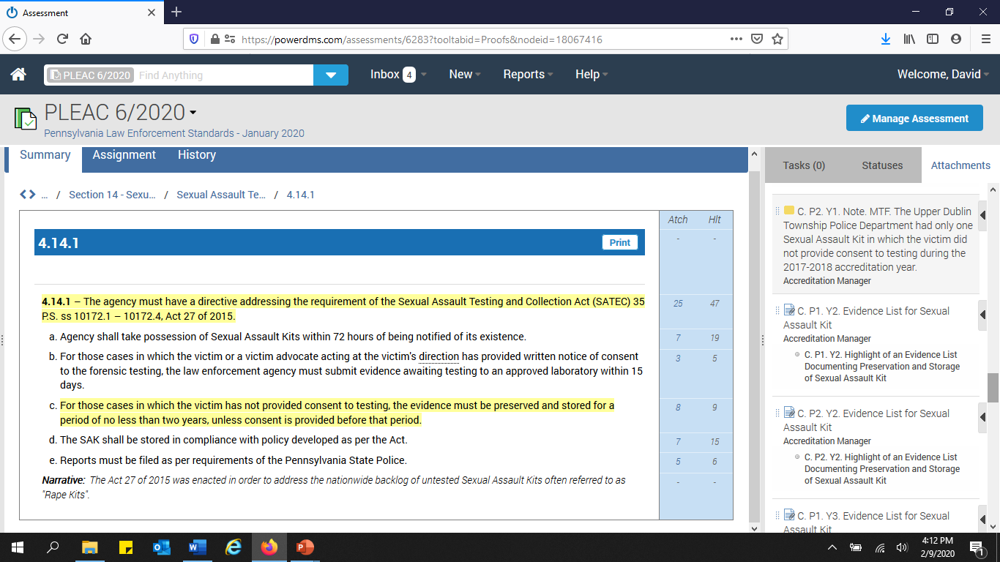 Assessment
https://powerdms.com/assessments/6283?tooltabid=Proofs&nodeid=18067416
PLEAC 6/2020 Find Anything
Inbox 4
New
Reports
Help
Welcome, David
PLEAC 6/2020
Pennsylvania Law Enforcement Standards - January 2020
Manage Assessment
Summary Assignment History
... / Section 14 - Sexu... / Sexual Assault Te... / 4.14.1
Atch Hlt
4.14.1 Print
- -
4.14.1 – The agency must have a directive addressing the requirement of the Sexual Assault Testing and Collection Act (SATEC) 35
P.S. ss 10172.1 – 10172.4, Act 27 of 2015.
25 47
a. Agency shall take possession of Sexual Assault Kits within 72 hours of being notified of its existence.
7 19
b. For those cases in which the victim or a victim advocate acting at the victim's direction has provided written notice of consent
to the forensic testing, the law enforcement agency must submit evidence awaiting testing to an approved laboratory within 15
days.
3 5
c. For those cases in which the victim has not provided consent to testing, the evidence must be preserved and stored for a
period of no less than two years, unless consent is provided before that period.
8 9
d. The SAK shall be stored in compliance with policy developed as per the Act.
7 15
e. Reports must be filed as per requirements of the Pennsylvania State Police.
5 6
Narrative: The Act 27 of 2015 was enacted in order to address the nationwide backlog of untested Sexual Assault Kits often referred to as
"Rape Kits".
- -
Tasks (0) Statuses Attachments
C. P2. Y1. Note. MTF. The Upper Dublin
Township Police Department had only one
Sexual Assault Kit in which the victim did
not provide consent to testing during the
2017-2018 accreditation year.
Accreditation Manager
C. P1. Y2. Evidence List for Sexual
Assault Kit
Accreditation Manager
C. P1. Y2. Highlight of an Evidence List
Documenting Preservation and Storage
of Sexual Assault Kit
C. P2. Y2. Evidence List for Sexual
Assault Kit
Accreditation Manager
C. P2. Y2. Highlight of an Evidence List
Documenting Preservation and Storage
of Sexual Assault Kit
C. P1. Y3. Evidence List for Sexual
Assault Kit
4:12 PM
2/9/2020
1